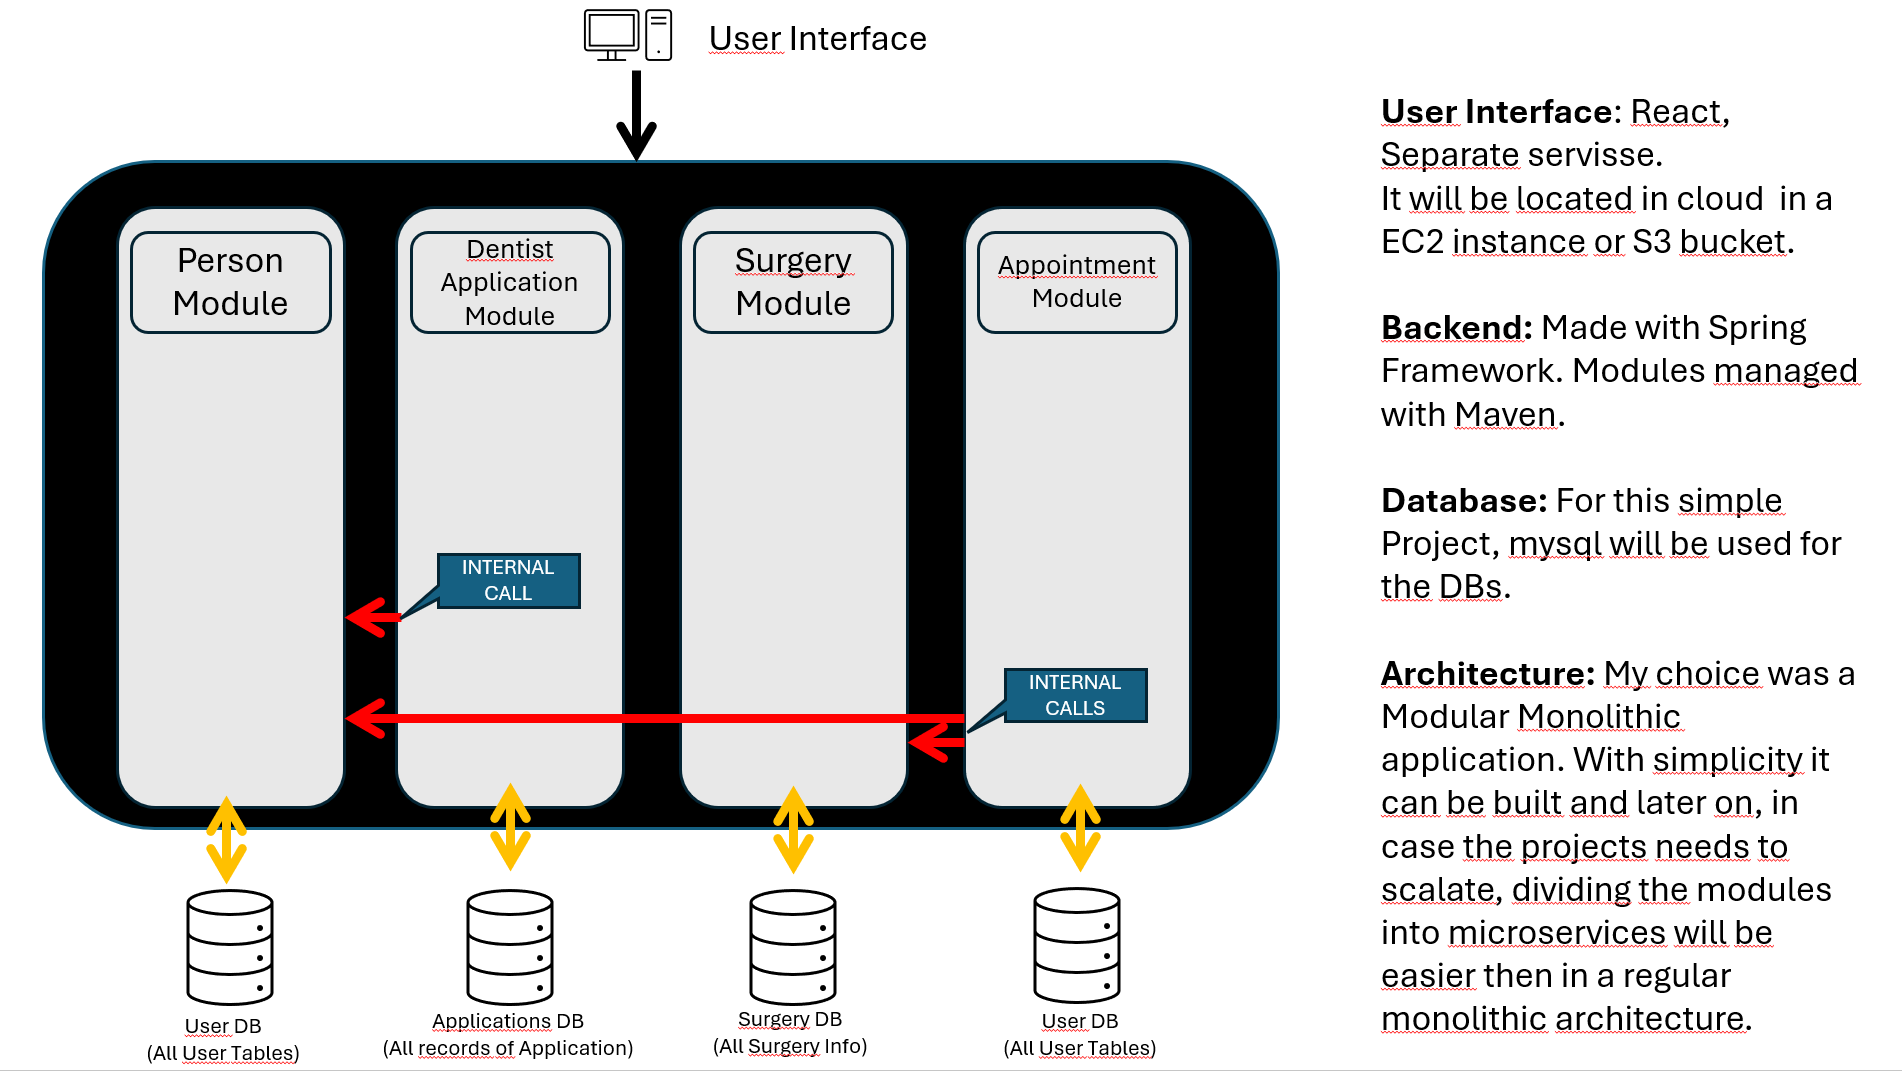 User Interface
Person
Module
Dentist
Application
Module
Surgery
Module
Appointment
Module
INTERNAL
CALL
INTERNAL
CALLS
User DB
(All User Tables)
Applications DB
(All records of Application)
Surgery DB
(All Surgery Info)
User DB
(All User Tables)
User Interface: React,
Separate servisse.
It will be located in cloud  in a
EC2 instance or S3 bucket.
Backend: Made with Spring
Framework. Modules managed
with Maven.
Database: For this simple
Project, mysql will be used for
the DBs.
Architecture: My choice was a
Modular Monolithic
application. With simplicity it
can be built and later on, in
case the projects needs to
scalate, dividing the modules
into microservices will be
easier then in a regular
monolithic architecture.